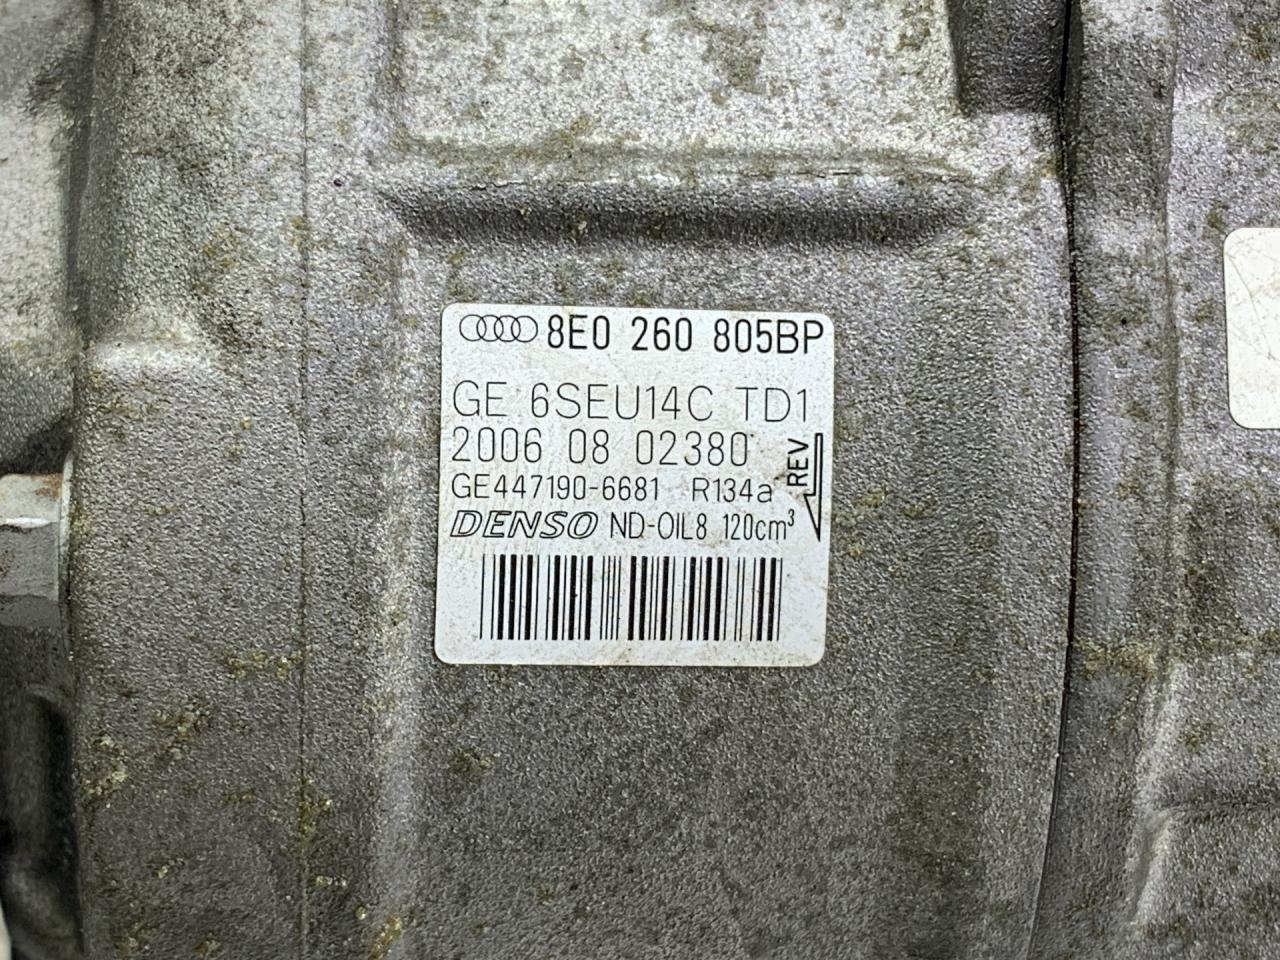 8E0 260 805BP
GE 6SEU14C TD1
2006 08 02380
REV
GE447190-6681 R134a
DENSO ND-OIL8 120cm³